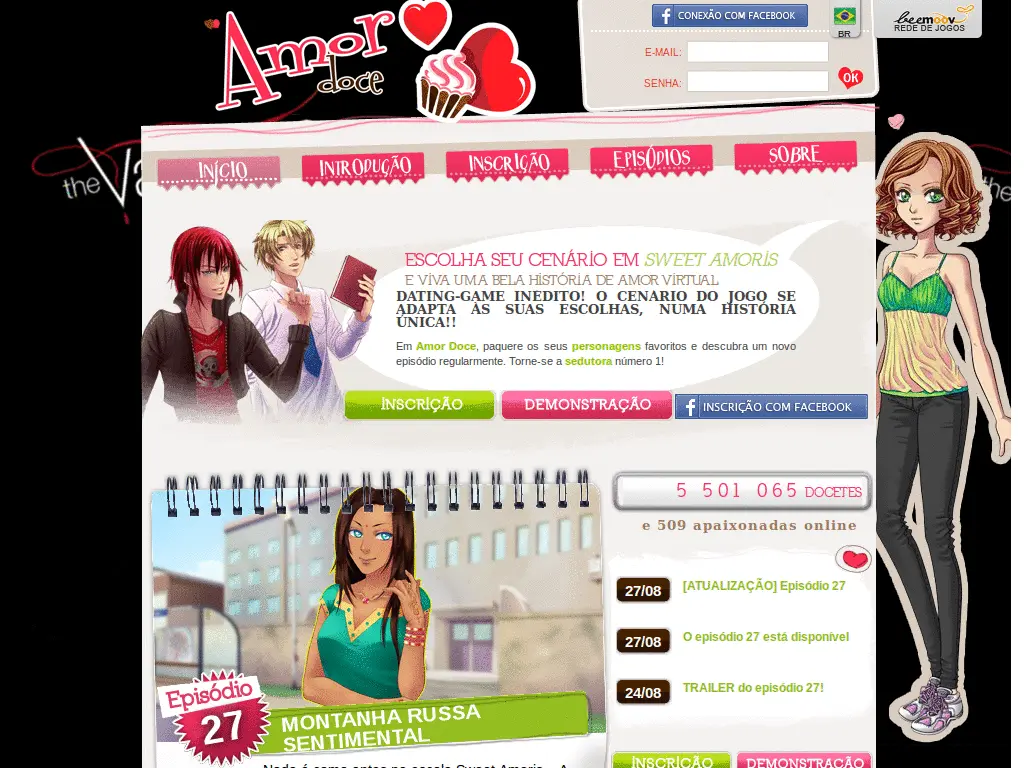 Amor
doce
CONEXÃO COM FACEBOOK
BR
beemoov
REDE DE JOGOS
E-MAIL:
SENHA:
OK
the Va
the
INÍCIO
INTRODUÇÃO
INSCRIÇÃO
EPISÓDIOS
SOBRE
ESCOLHA SEU CENÁRIO EM SWEET AMORIS
E VIVA UMA BELA HISTÓRIA DE AMOR VIRTUAL
DATING-GAME INEDITO! O CENARIO DO JOGO SE
ADAPTA AS SUAS ESCOLHAS, NUMA HISTÓRIA
ÚNICA!!
Em Amor Doce, paquere os seus personagens favoritos e descubra um novo
episódio regularmente. Torne-se a sedutora número 1!
INSCRIÇÃO
DEMONSTRAÇÃO
INSCRIÇÃO COM FACEBOOK
5 501 065 DOCETES
e 509 apaixonadas online
27/08
[ATUALIZAÇÃO] Episódio 27
27/08
O episódio 27 está disponível
24/08
TRAILER do episódio 27!
Episódio
27
MONTANHA RUSSA
SENTIMENTAL
INSCRIÇÃO
DEMONSTRAÇÃO
Nada é como antes na escola Sweet Amoris... A